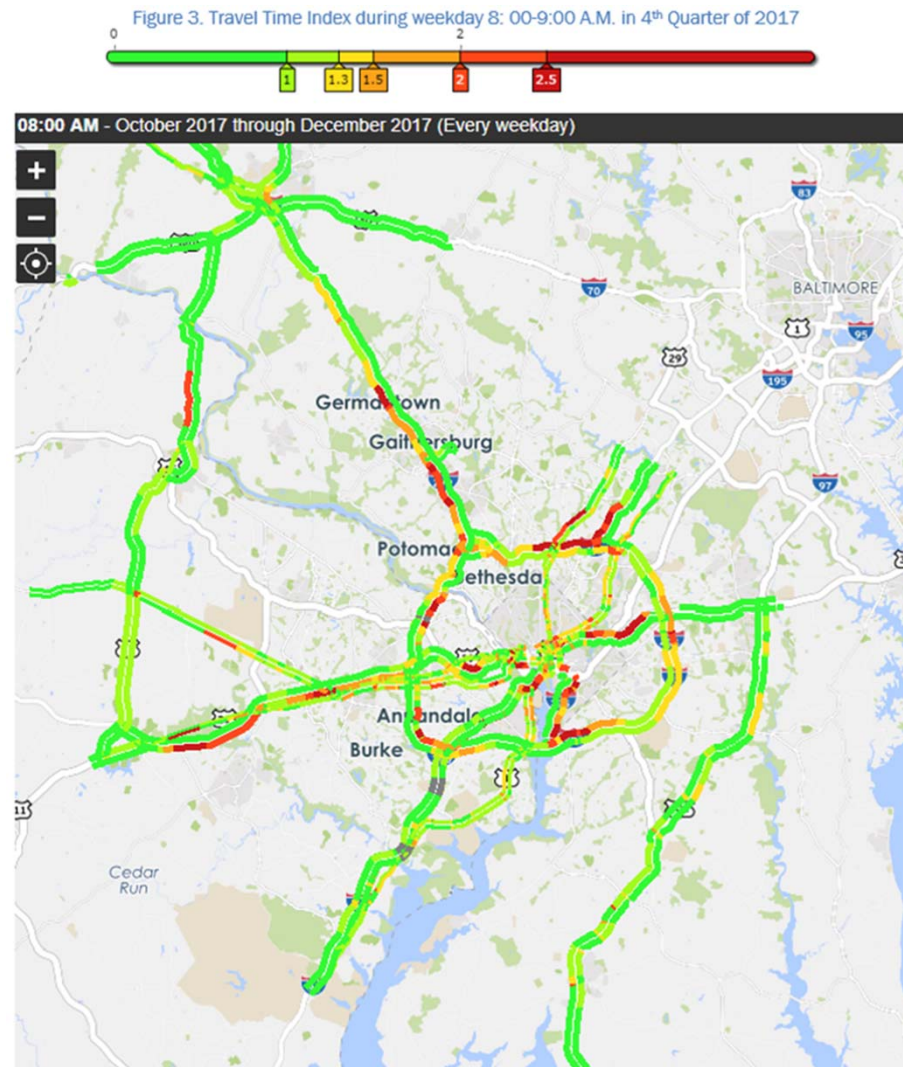 Figure 3. Travel Time Index during weekday 8: 00-9:00 A.M. in 4th Quarter of 2017
0 2
1 1.3 1.5 2 2.5
08:00 AM - October 2017 through December 2017 (Every weekday)
+
83
−
BALTIMORE
70
1
95
29
195
Germantown
Gaithersburg
97
Potomac
Bethesda
Annandale
Burke
1
11
Cedar
Run